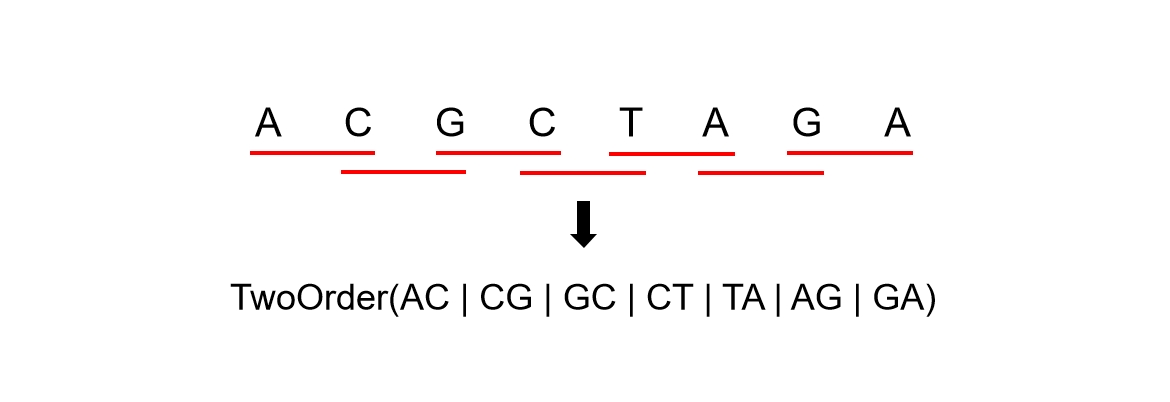 A C G C T A G A
TwoOrder(AC | CG | GC | CT | TA | AG | GA)